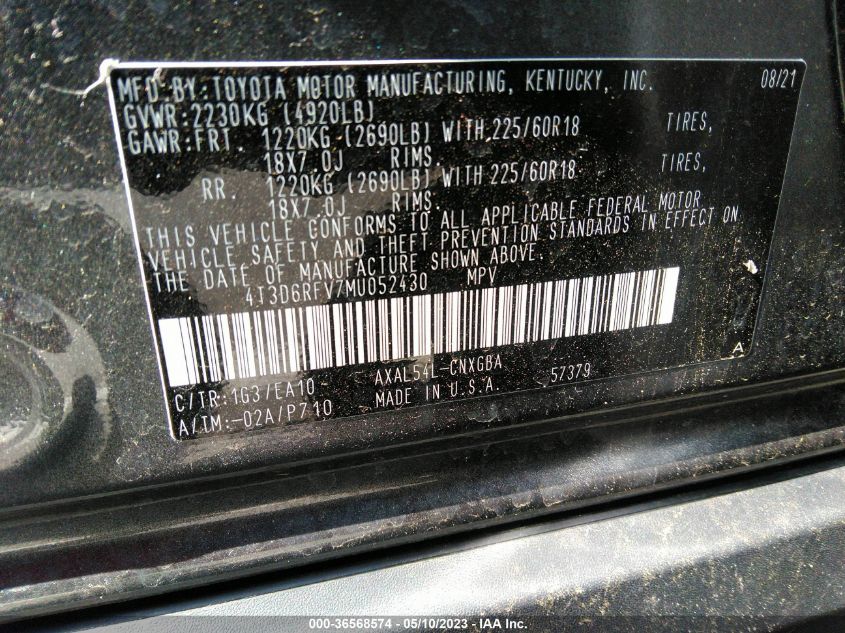 MFD BY:TOYOTA MOTOR MANUFACTURING, KENTUCKY, INC. 08/21
GVWR:2230KG (4920LB)
GAWR:FRT. 1220KG (2690LB) WITH 225/60R18 TIRES,
18X7.0J RIMS.
RR. 1220KG (2690LB) WITH 225/60R18 TIRES,
18X7.0J RIMS.
THIS VEHICLE CONFORMS TO ALL APPLICABLE FEDERAL MOTOR
VEHICLE SAFETY AND THEFT PREVENTION STANDARDS IN EFFECT ON
THE DATE OF MANUFACTURE SHOWN ABOVE.
4T3D6RFV7MU052430 MPV
C/TR:1G3/EA10 AXAL54L-CNXGBA A
A/TM:-02A/P710 MADE IN U.S.A. 57379
000-36568574 - 05/10/2023 - IAA Inc.